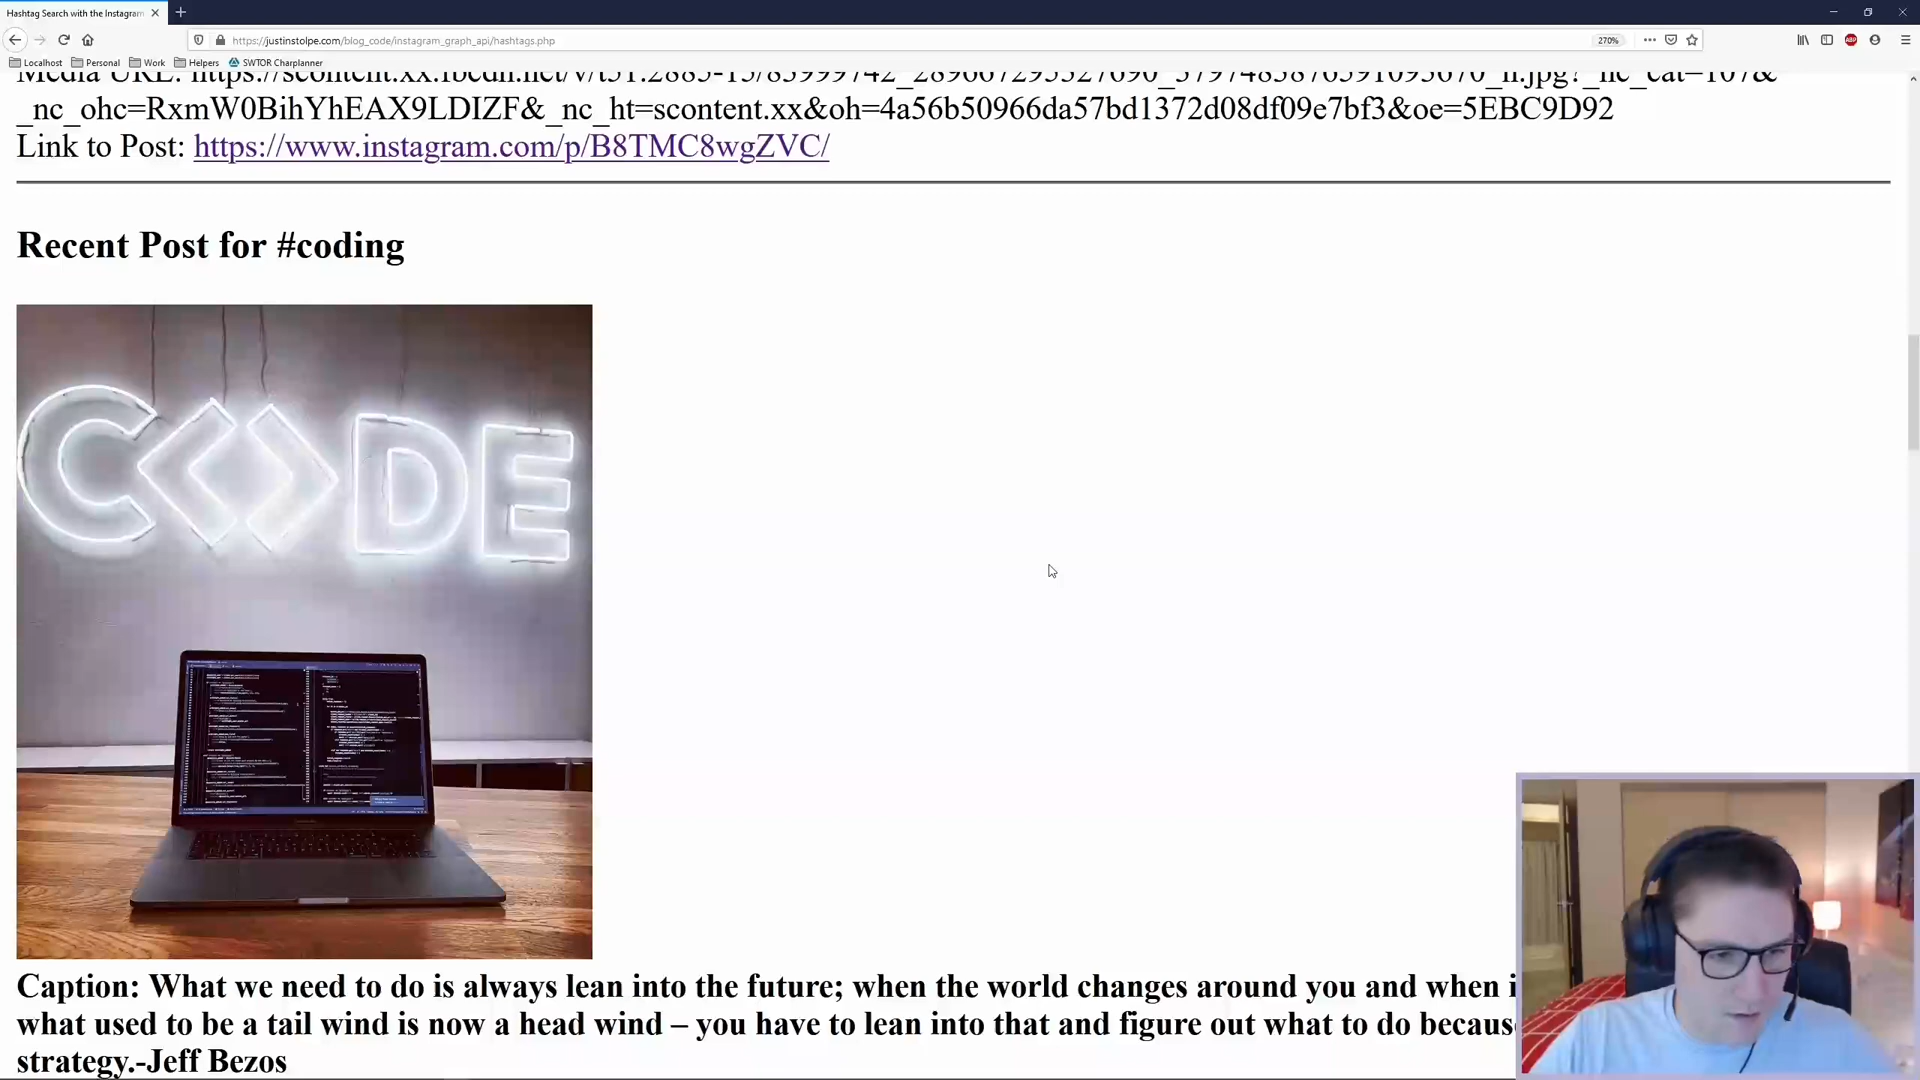 Hashtag Search with the Instagram
https://justinstolpe.com/blog_code/instagram_graph_api/hashtags.php
270%
Localhost Personal Work Helpers SWTOR Charplanner
Media URL:
_nc_ohc=RxmW0BihYhEAX9LDIZF&_nc_ht=scontent.xx&oh=4a56b50966da57bd1372d08df09e7bf3&oe=5EBC9D92
Link to Post: https://www.instagram.com/p/B8TMC8wgZVC/
Recent Post for #coding
C<>DE
Caption: What we need to do is always lean into the future; when the world changes around you and when
what used to be a tail wind is now a head wind – you have to lean into that and figure out what to do
strategy.-Jeff Bezos